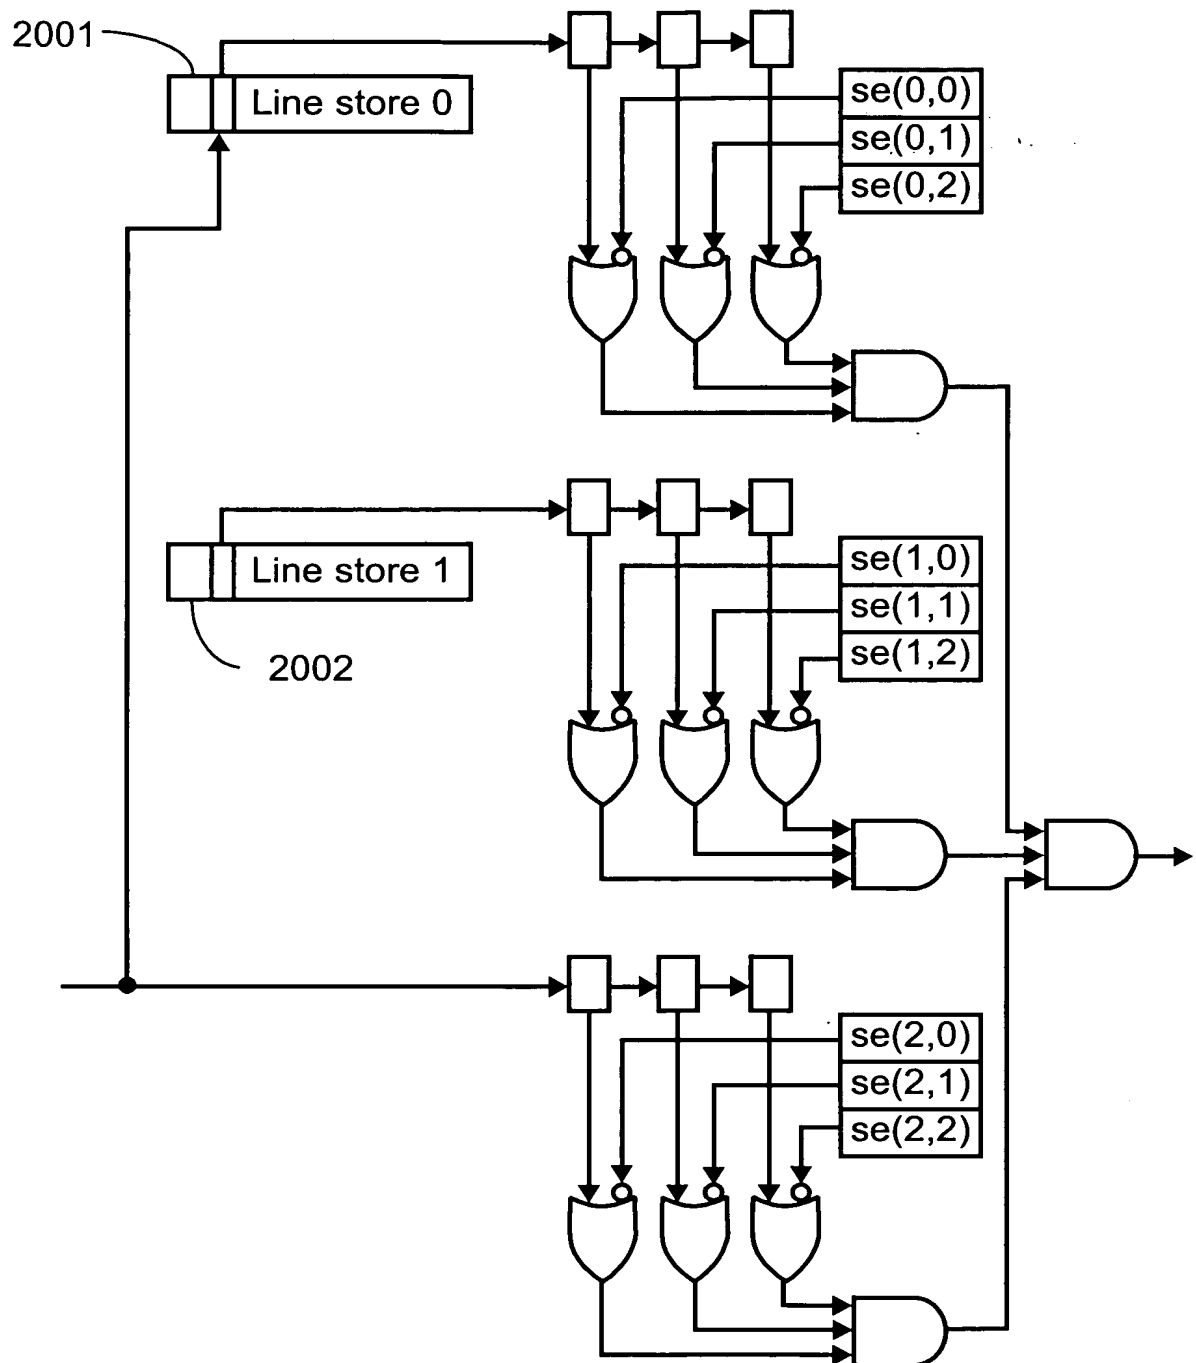 2001
Line store 0
se(0,0)
se(0,1)
se(0,2)
Line store 1
2002
se(1,0)
se(1,1)
se(1,2)
se(2,0)
se(2,1)
se(2,2)